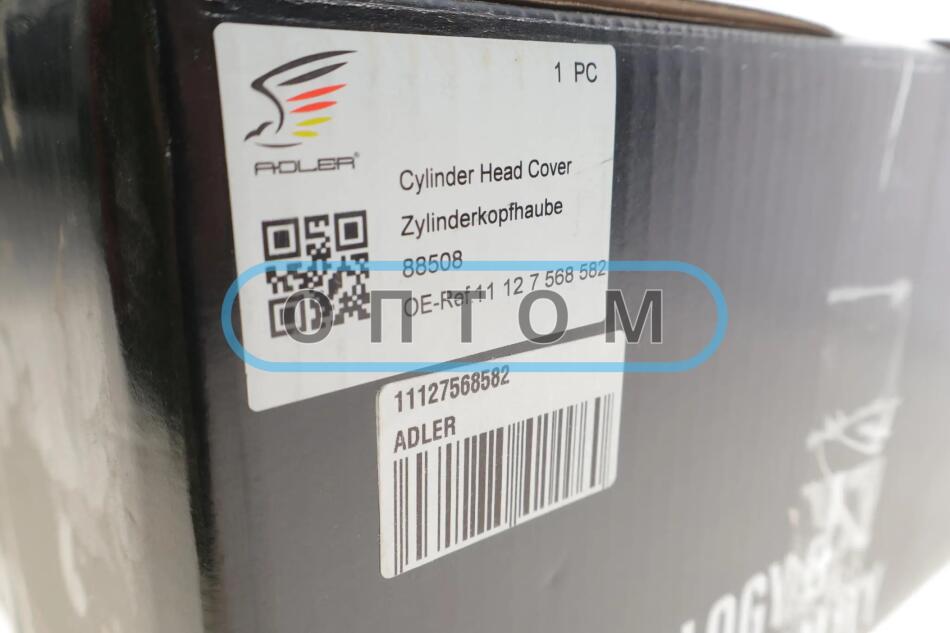 1 PC
ADLER®
Cylinder Head Cover
Zylinderkopfhaube
88508
OE-Ref.11 12 7 568 582
ОПТОМ
11127568582
ADLER